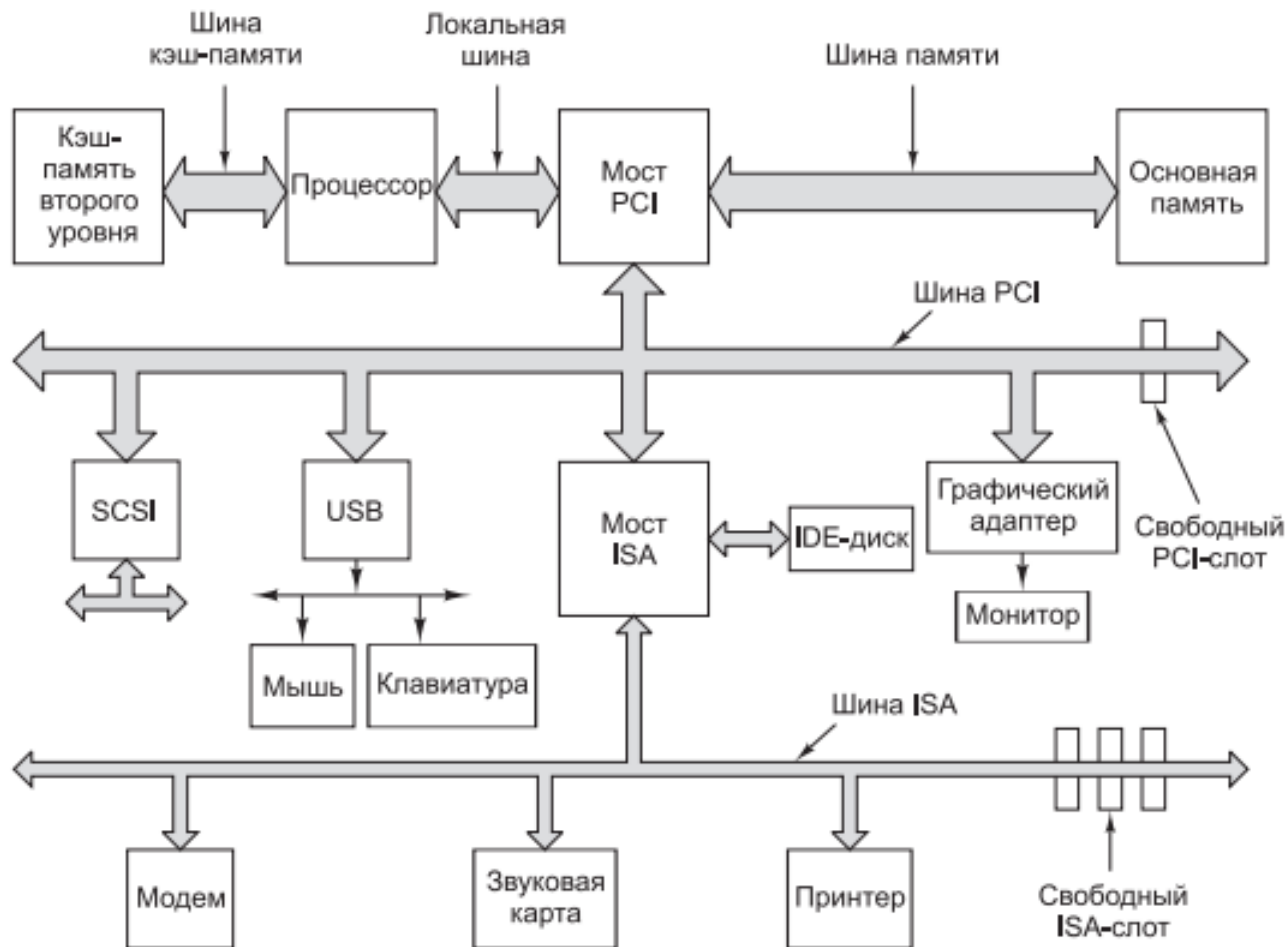 Шина
кэш-памяти
Локальная
шина
Шина памяти
Кэш-
память
второго
уровня
Процессор
Мост
PCI
Основная
память
Шина PCI
SCSI
USB
Мост
ISA
IDE-диск
Графический
адаптер
Свободный
PCI-слот
Монитор
Мышь
Клавиатура
Шина ISA
Модем
Звуковая
карта
Принтер
Свободный
ISA-слот